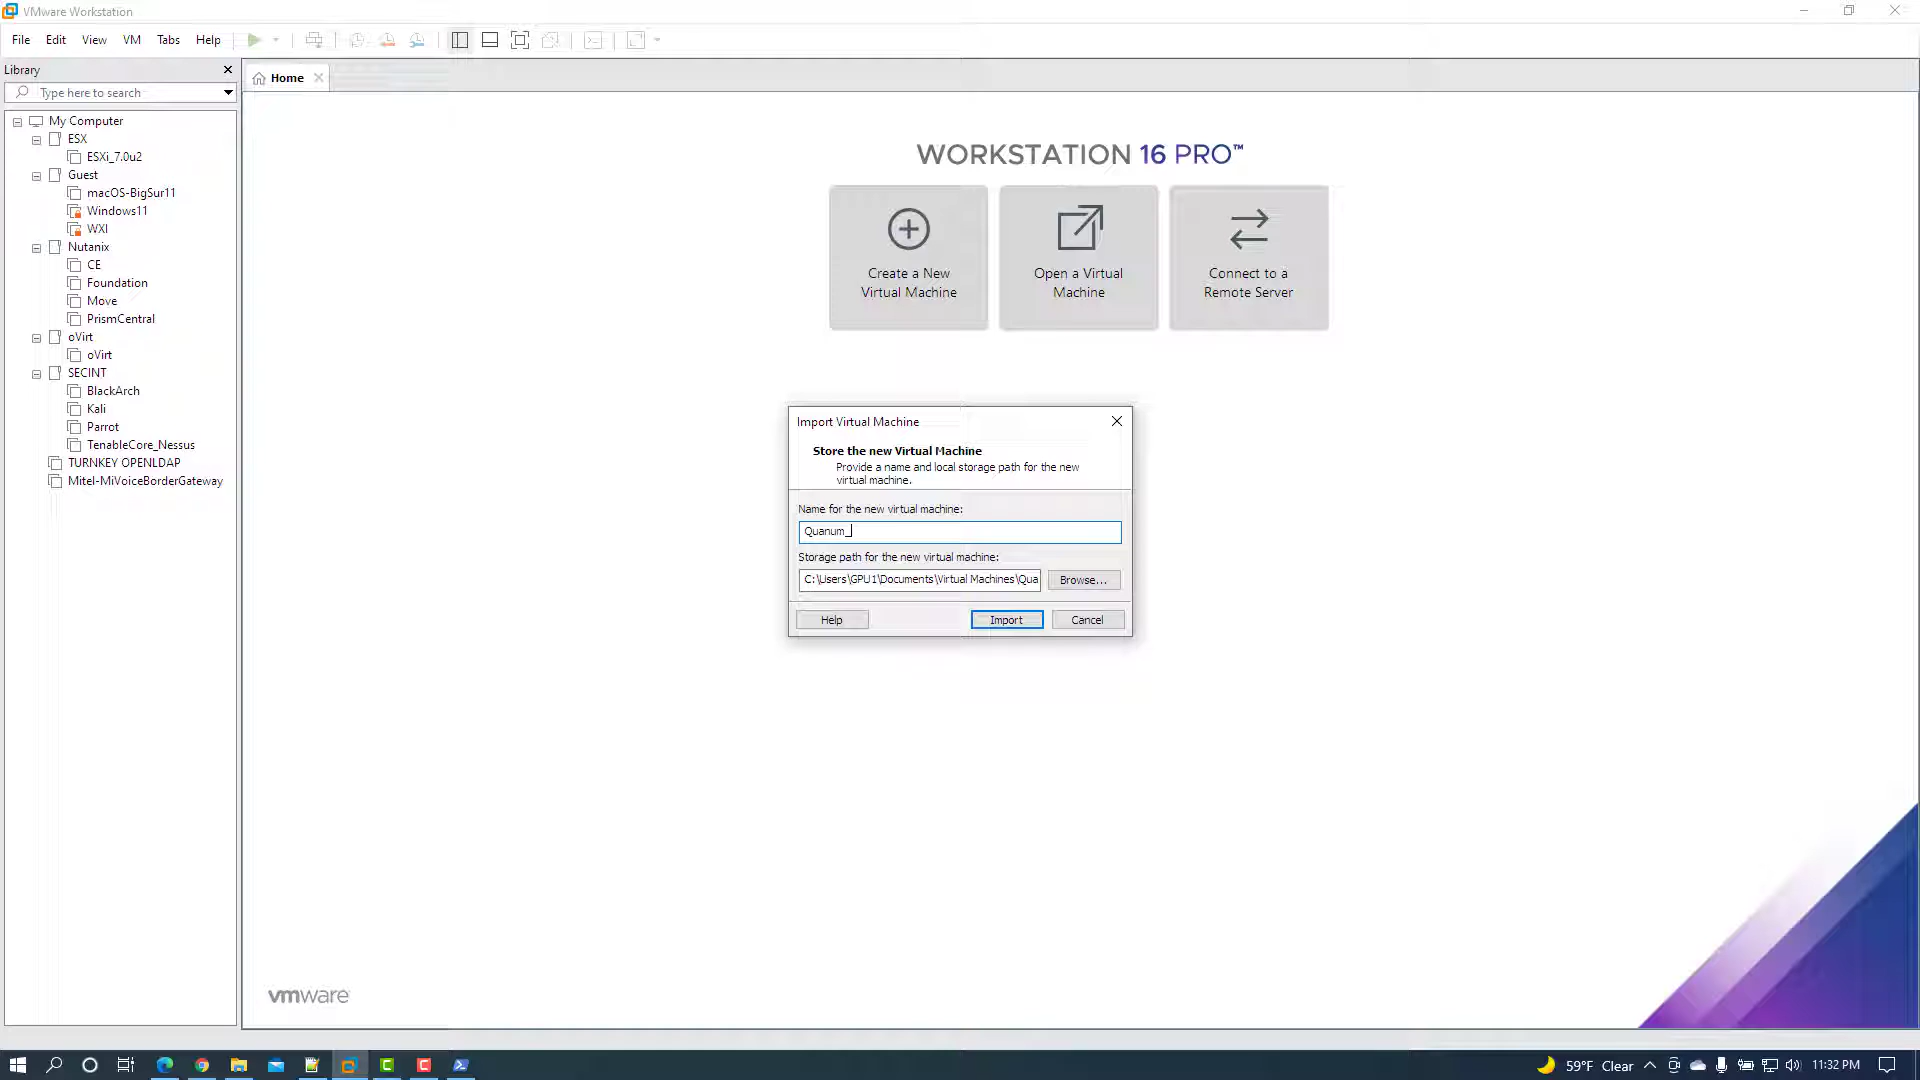 VMware Workstation
File Edit View VM Tabs Help
Library
Type here to search
Home
My Computer
ESX
ESXi_7.0u2
Guest
macOS-BigSur11
Windows11
WXI
Nutanix
CE
Foundation
Move
PrismCentral
oVirt
oVirt
SECINT
BlackArch
Kali
Parrot
TenableCore_Nessus
TURNKEY OPENLDAP
Mitel-MiVoiceBorderGateway
WORKSTATION 16 PRO™
Create a New
Virtual Machine
Open a Virtual
Machine
Connect to a
Remote Server
Import Virtual Machine
Store the new Virtual Machine
Provide a name and local storage path for the new
virtual machine.
Name for the new virtual machine:
Quanum_
Storage path for the new virtual machine:
C:\Users\GPU1\Documents\Virtual Machines\Qua
Browse...
Help Import Cancel
vmware
59°F Clear 11:32 PM